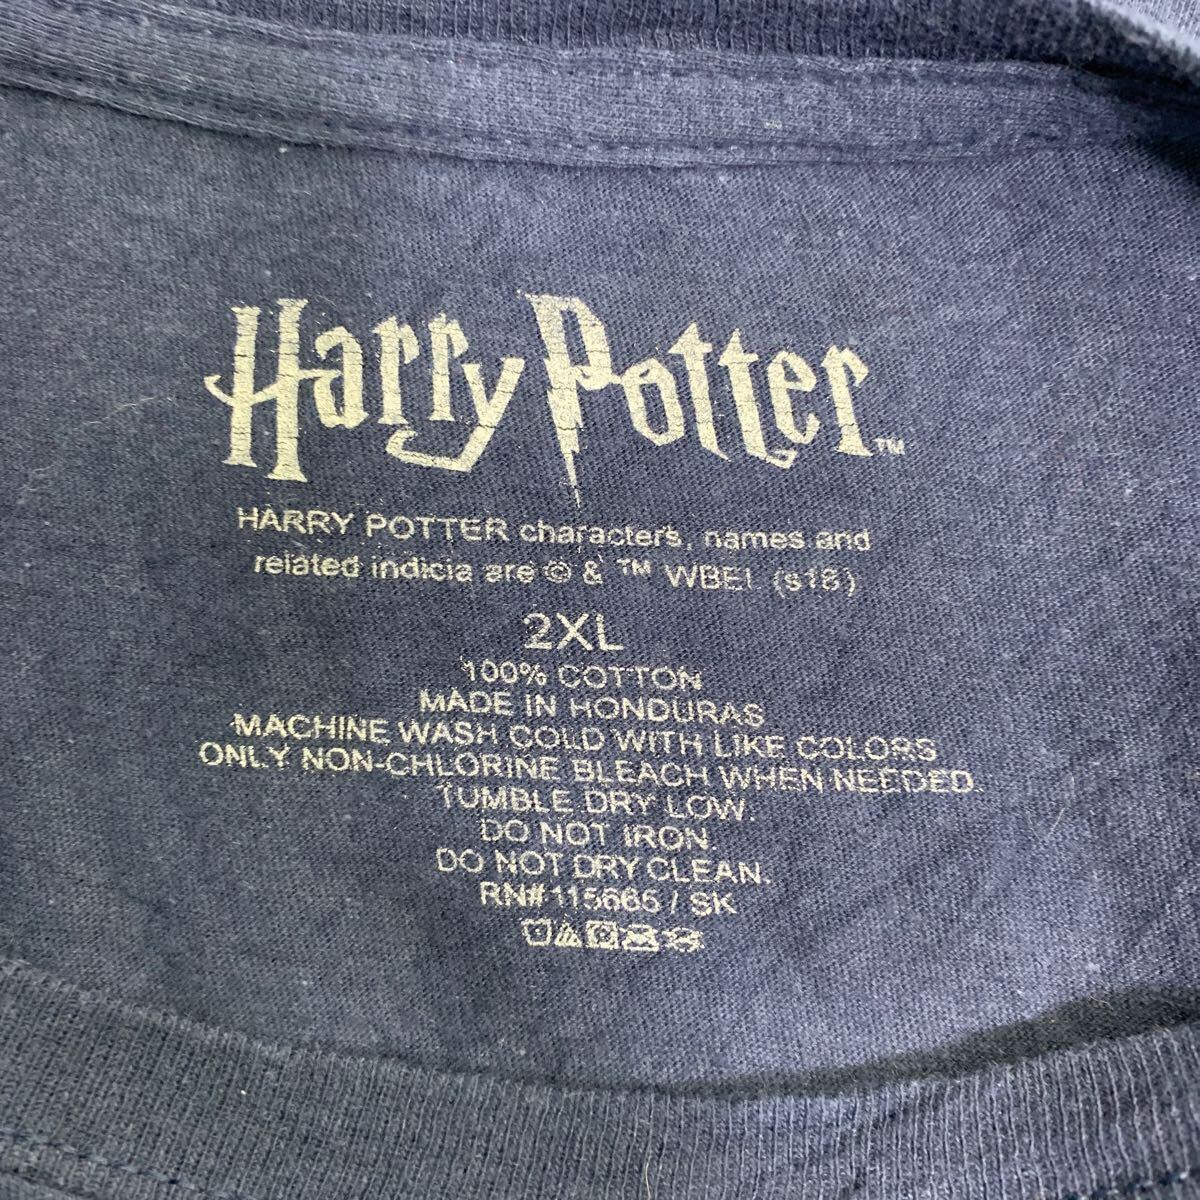 Harry Potter™
HARRY POTTER characters, names and
related indicia are © & ™ WBEI. (s18)
2XL
100% COTTON
MADE IN HONDURAS
MACHINE WASH COLD WITH LIKE COLORS
ONLY NON-CHLORINE BLEACH WHEN NEEDED.
TUMBLE DRY LOW.
DO NOT IRON.
DO NOT DRY CLEAN.
RN# 115665 / SK